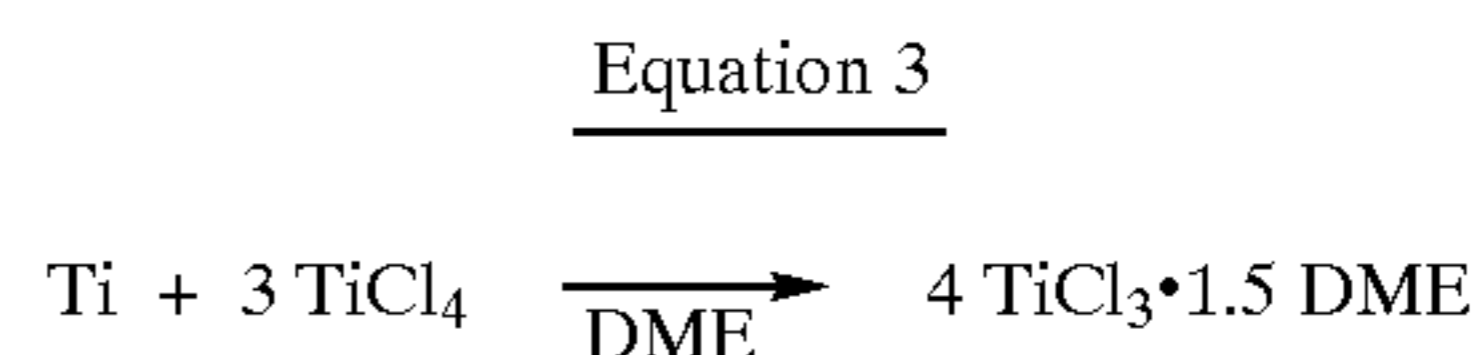 Equation 3
Ti + 3 TiCl₄ → 4 TiCl₃•1.5 DME
DME